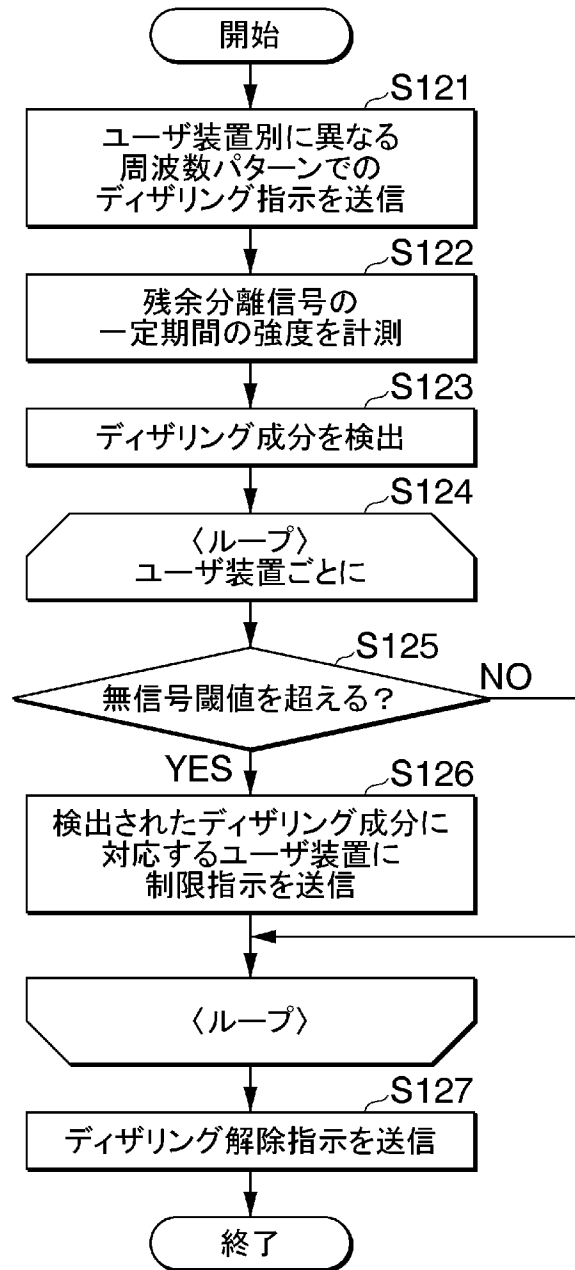 開始
S121
ユーザ装置別に異なる
周波数パターンでの
ディザリング指示を送信
S122
残余分離信号の
一定期間の強度を計測
S123
ディザリング成分を検出
S124
〈ループ〉
ユーザ装置ごとに
S125
無信号閾値を超える？
NO
YES
S126
検出されたディザリング成分に
対応するユーザ装置に
制限指示を送信
〈ループ〉
S127
ディザリング解除指示を送信
終了